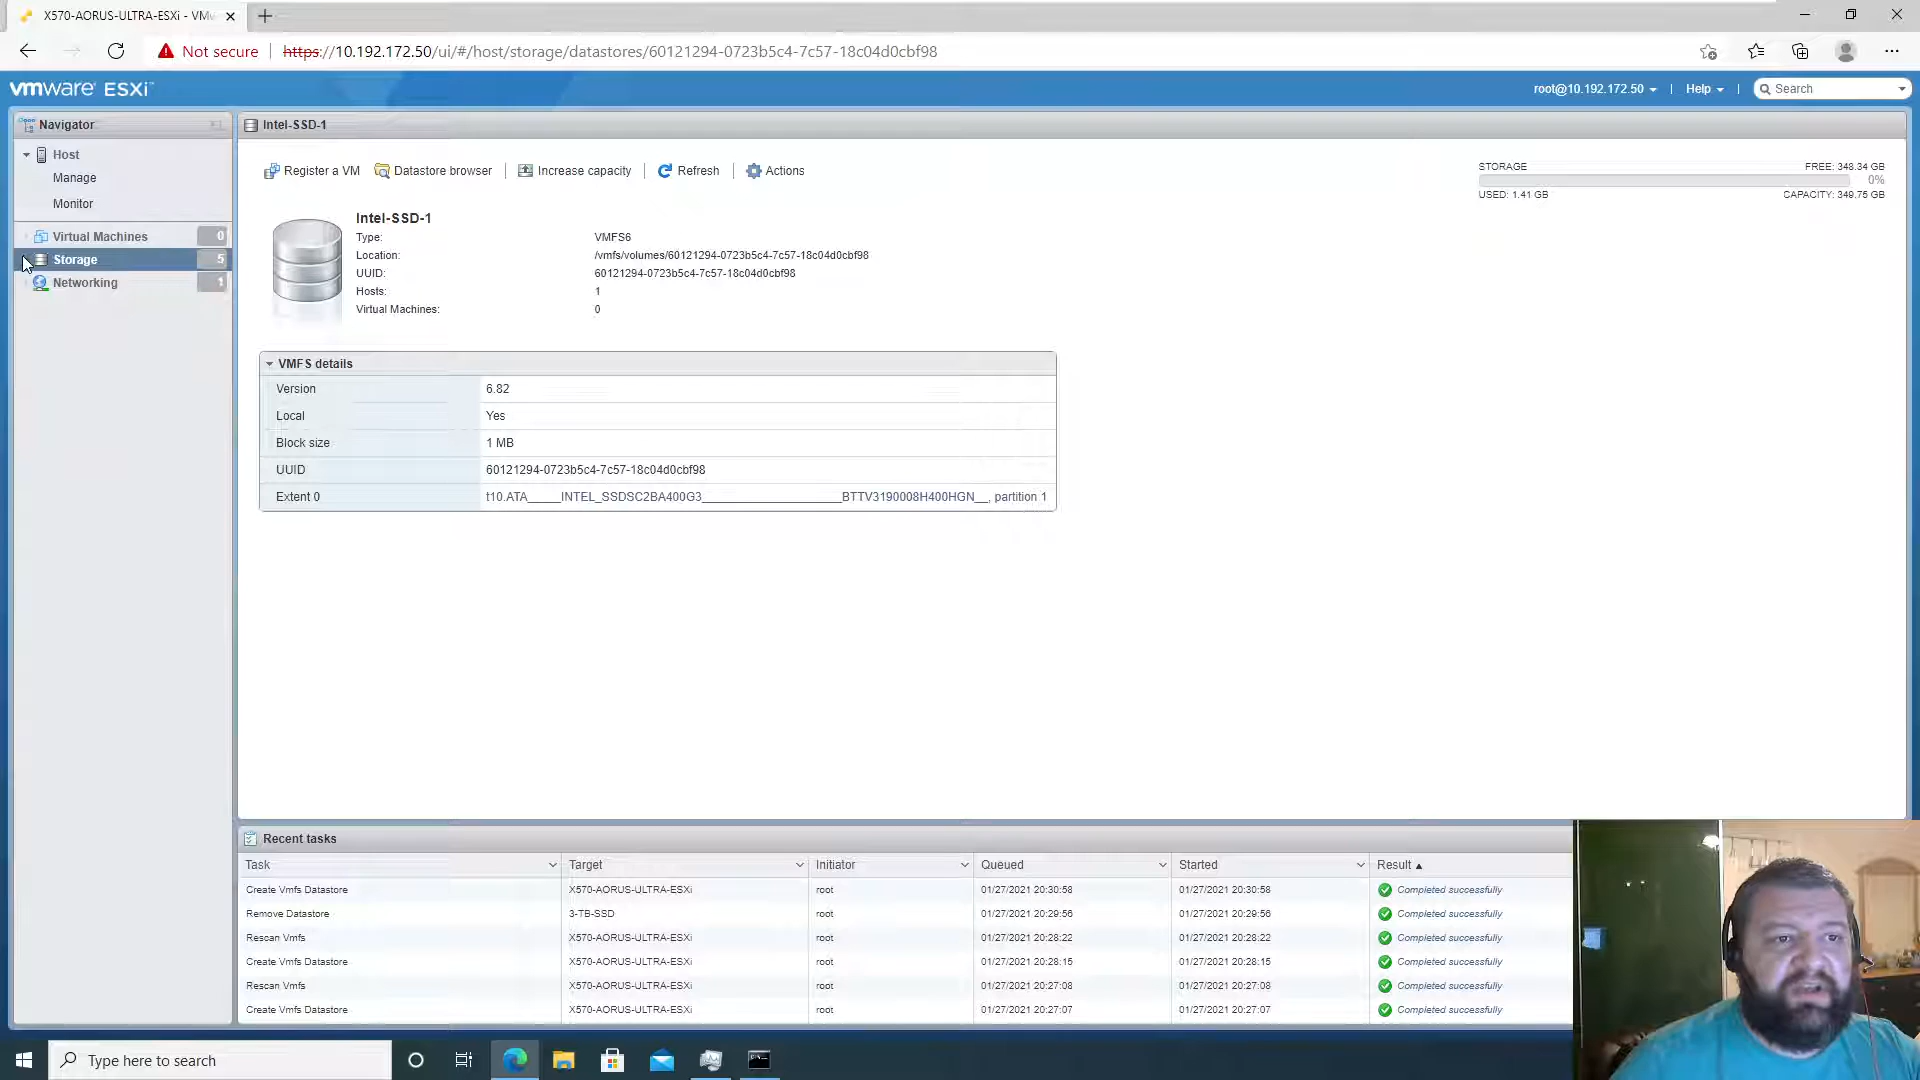 X570-AORUS-ULTRA-ESXi - VMw
Not secure
https://10.192.172.50/ui/#/host/storage/datastores/60121294-0723b5c4-7c57-18c04d0cbf98
vmware ESXi™
root@10.192.172.50
Help
Search
Navigator
Host
Manage
Monitor
Virtual Machines 0
Storage 5
Networking 1
Intel-SSD-1
Register a VM
Datastore browser
Increase capacity
Refresh
Actions
STORAGE FREE: 348.34 GB
0%
USED: 1.41 GB CAPACITY: 349.75 GB
Intel-SSD-1
Type: VMFS6
Location: /vmfs/volumes/60121294-0723b5c4-7c57-18c04d0cbf98
UUID: 60121294-0723b5c4-7c57-18c04d0cbf98
Hosts: 1
Virtual Machines: 0
VMFS details
Version 6.82
Local Yes
Block size 1 MB
UUID 60121294-0723b5c4-7c57-18c04d0cbf98
Extent 0 t10.ATA_____INTEL_SSDSC2BA400G3_____________________BTTV3190008H400HGN__, partition 1
Recent tasks
Task Target Initiator Queued Started Result
Create Vmfs Datastore X570-AORUS-ULTRA-ESXi root 01/27/2021 20:30:58 01/27/2021 20:30:58 Completed successfully
Remove Datastore 3-TB-SSD root 01/27/2021 20:29:56 01/27/2021 20:29:56 Completed successfully
Rescan Vmfs X570-AORUS-ULTRA-ESXi root 01/27/2021 20:28:22 01/27/2021 20:28:22 Completed successfully
Create Vmfs Datastore X570-AORUS-ULTRA-ESXi root 01/27/2021 20:28:15 01/27/2021 20:28:15 Completed successfully
Rescan Vmfs X570-AORUS-ULTRA-ESXi root 01/27/2021 20:27:08 01/27/2021 20:27:08 Completed successfully
Create Vmfs Datastore X570-AORUS-ULTRA-ESXi root 01/27/2021 20:27:07 01/27/2021 20:27:07 Completed successfully
Type here to search